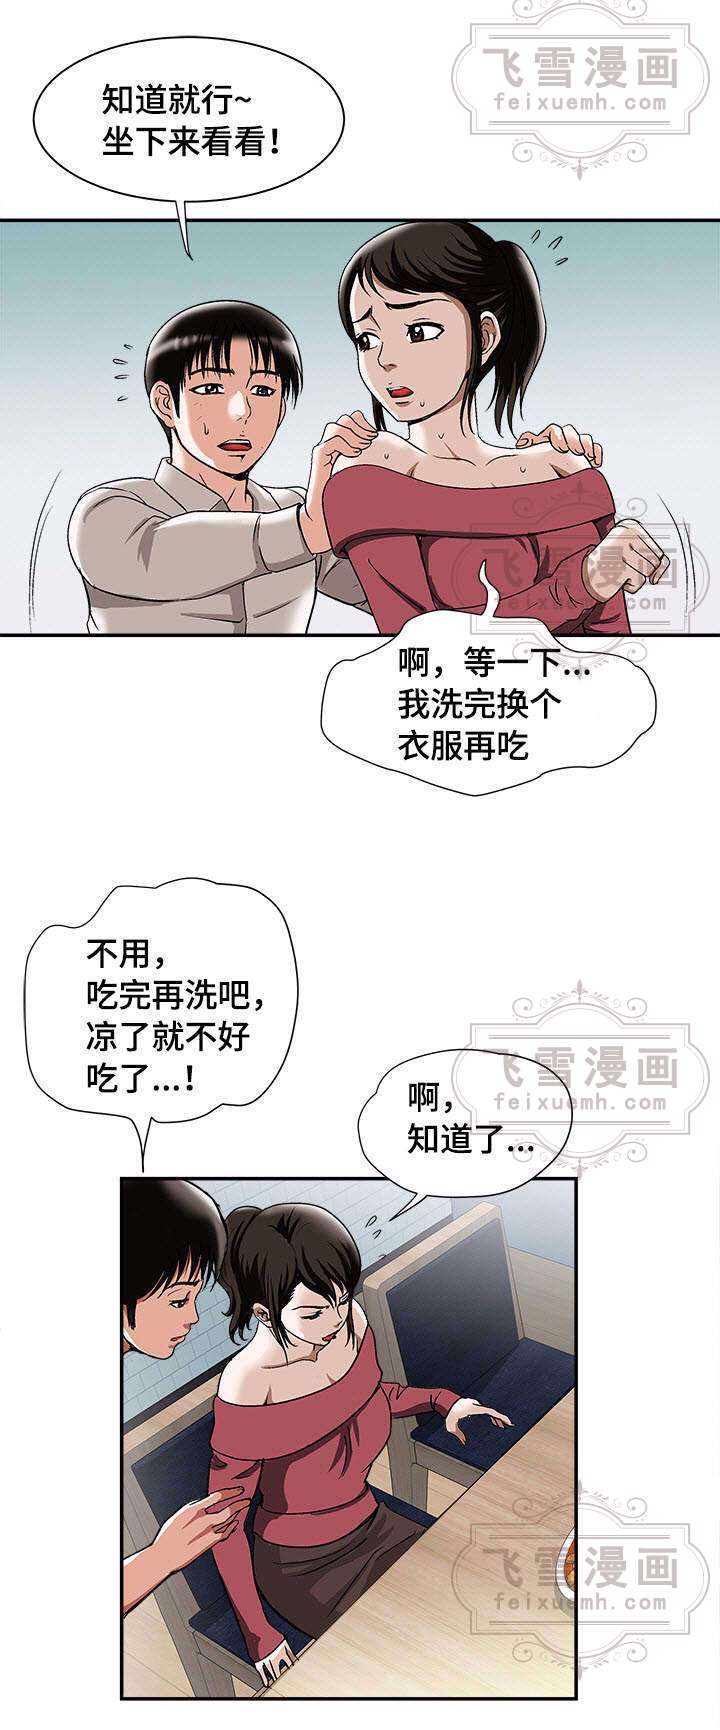 飞雪漫画
feixuemh.com
知道就行~
坐下来看看！
飞雪漫画
feixuemh.com
啊，等一下...
我洗完换个
衣服再吃
不用，
吃完再洗吧，
凉了就不好
吃了...！
飞雪漫画
feixuemh.com
啊，
知道了...
飞雪漫画
feixuemh.com